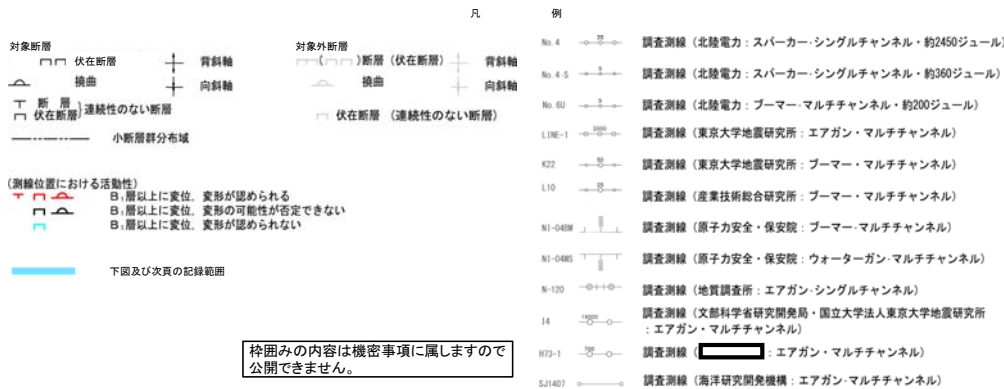 凡 例
対象断層
伏在断層
背斜軸
撓曲
向斜軸
断 層
伏在断層
連続性のない断層
小断層群分布域
対象外断層
( )断層 (伏在断層)
背斜軸
撓曲
向斜軸
伏在断層 (連続性のない断層)
(測線位置における活動性)
B₁層以上に変位、変形が認められる
B₁層以上に変位、変形の可能性が否定できない
B₁層以上に変位、変形が認められない
下図及び次頁の記録範囲
枠囲みの内容は機密事項に属しますので
公開できません。
No.4 35 調査測線 (北陸電力：スパーカー・シングルチャンネル・約2450ジュール)
No.4-S 5 調査測線 (北陸電力：スパーカー・シングルチャンネル・約360ジュール)
No.6U 5 調査測線 (北陸電力：ブーマー・マルチチャンネル・約200ジュール)
LINE-1 2000 調査測線 (東京大学地震研究所：エアガン・マルチチャンネル)
K22 50 調査測線 (東京大学地震研究所：ブーマー・マルチチャンネル)
L10 25 調査測線 (産業技術総合研究所：ブーマー・マルチチャンネル)
NI-04BM 調査測線 (原子力安全・保安院：ブーマー・マルチチャンネル)
NI-04WS 調査測線 (原子力安全・保安院：ウォーターガン・マルチチャンネル)
N-120 調査測線 (地質調査所：エアガン・シングルチャンネル)
I4 調査測線 (文部科学省研究開発局・国立大学法人東京大学地震研究所
：エアガン・マルチチャンネル)
H73-1 700 調査測線 ( ：エアガン・マルチチャンネル)
SJ1407 調査測線 (海洋研究開発機構：エアガン・マルチチャンネル)